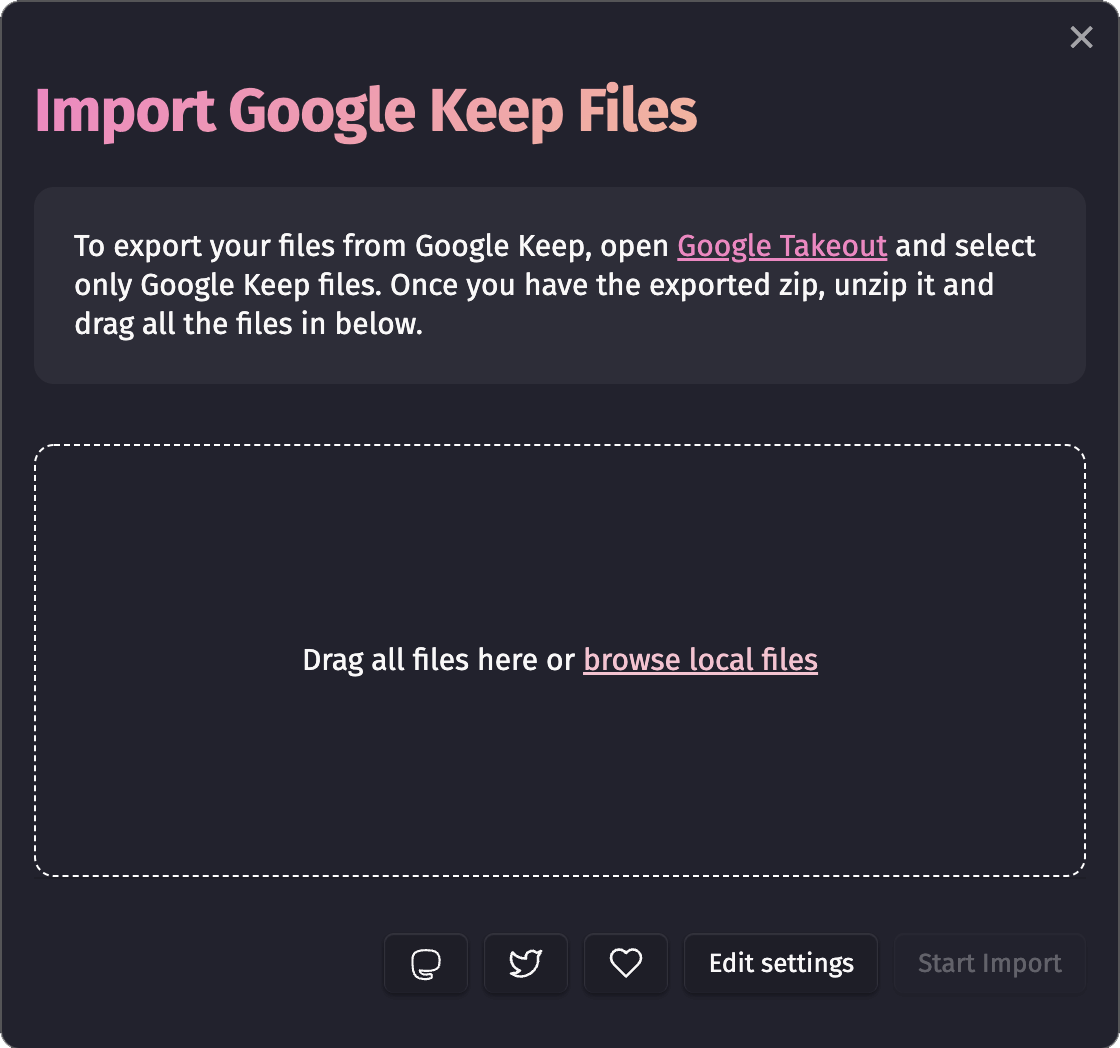 Import Google Keep Files
To export your files from Google Keep, open Google Takeout and select
only Google Keep files. Once you have the exported zip, unzip it and
drag all the files in below.
Drag all files here or browse local files
Edit settings
Start Import